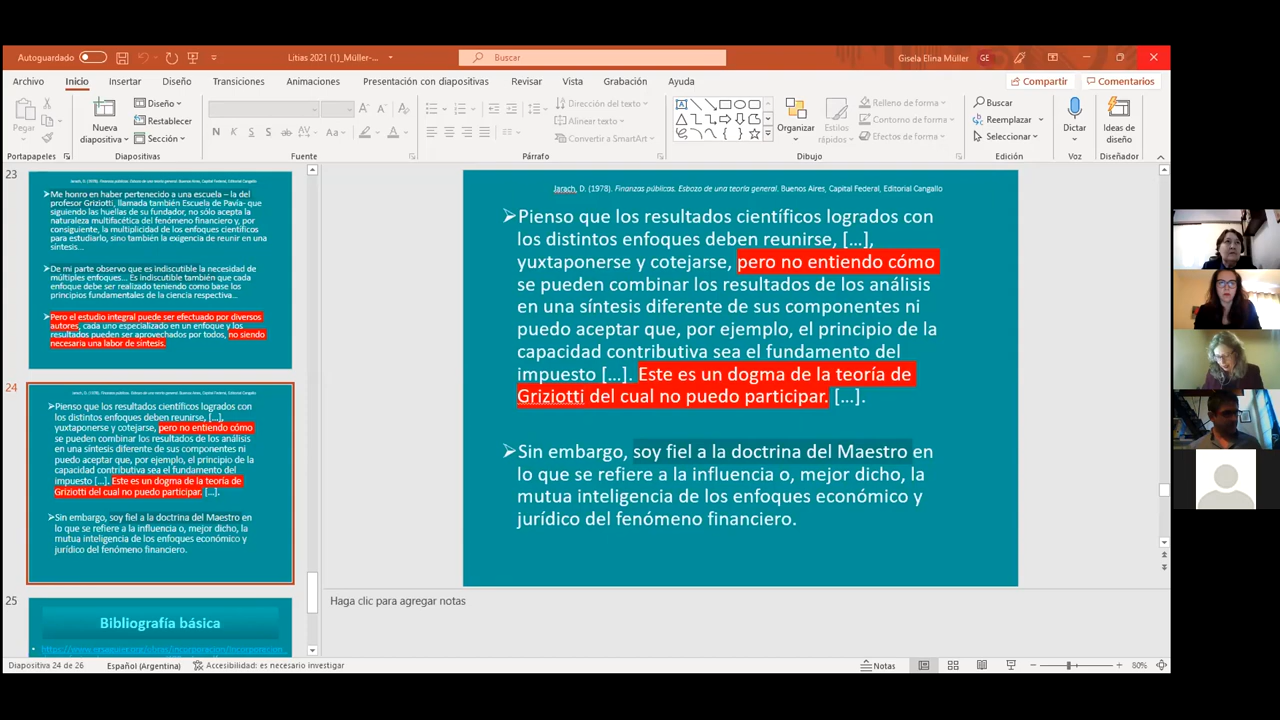 Autoguardado
Litias 2021 (1)_Müller-...
Buscar
Gisela Elina Müller
GE
Archivo
Inicio
Insertar
Diseño
Transiciones
Animaciones
Presentación con diapositivas
Revisar
Vista
Grabación
Ayuda
Compartir
Comentarios
Pegar
Nueva
diapositiva
Diseño
Restablecer
Sección
N K S S ab AV Aa A
Dirección del texto
Alinear texto
Convertir a SmartArt
Organizar
Estilos
rápidos
Relleno de forma
Contorno de forma
Efectos de forma
Buscar
Reemplazar
Seleccionar
Dictar
Ideas de
diseño
Portapapeles
Diapositivas
Fuente
Párrafo
Dibujo
Edición
Voz
Diseñador
23
Jarach, D. (1978). Finanzas públicas. Esbozo de una teoría general. Buenos Aires, Capital Federal, Editorial Cangallo
Me honro en haber pertenecido a una escuela – la del
profesor Griziotti, llamada también Escuela de Pavía- que
siguiendo las huellas de su fundador, no sólo acepta la
naturaleza multifacética del fenómeno financiero y, por
consiguiente, la multiplicidad de los enfoques científicos
para estudiarlo, sino también la exigencia de reunir en una
síntesis...
De mi parte observo que es indiscutible la necesidad de
múltiples enfoques... Es indiscutible también que cada
enfoque debe ser realizado teniendo como base los
principios fundamentales de la ciencia respectiva...
Pero el estudio integral puede ser efectuado por diversos
autores, cada uno especializado en un enfoque y los
resultados pueden ser aprovechados por todos, no siendo
necesaria una labor de síntesis.
24
Jarach, D. (1978). Finanzas públicas. Esbozo de una teoría general. Buenos Aires, Capital Federal, Editorial Cangallo
Pienso que los resultados científicos logrados con
los distintos enfoques deben reunirse, [...],
yuxtaponerse y cotejarse, pero no entiendo cómo
se pueden combinar los resultados de los análisis
en una síntesis diferente de sus componentes ni
puedo aceptar que, por ejemplo, el principio de la
capacidad contributiva sea el fundamento del
impuesto [...]. Este es un dogma de la teoría de
Griziotti del cual no puedo participar. [...].
Sin embargo, soy fiel a la doctrina del Maestro en
lo que se refiere a la influencia o, mejor dicho, la
mutua inteligencia de los enfoques económico y
jurídico del fenómeno financiero.
25
Bibliografía básica
Jarach, D. (1978). Finanzas públicas. Esbozo de una teoría general. Buenos Aires, Capital Federal, Editorial Cangallo
Pienso que los resultados científicos logrados con
los distintos enfoques deben reunirse, [...],
yuxtaponerse y cotejarse, pero no entiendo cómo
se pueden combinar los resultados de los análisis
en una síntesis diferente de sus componentes ni
puedo aceptar que, por ejemplo, el principio de la
capacidad contributiva sea el fundamento del
impuesto [...]. Este es un dogma de la teoría de
Griziotti del cual no puedo participar. [...].
Sin embargo, soy fiel a la doctrina del Maestro en
lo que se refiere a la influencia o, mejor dicho, la
mutua inteligencia de los enfoques económico y
jurídico del fenómeno financiero.
Haga clic para agregar notas
Diapositiva 24 de 26
Español (Argentina)
Accesibilidad: es necesario investigar
Notas
80%